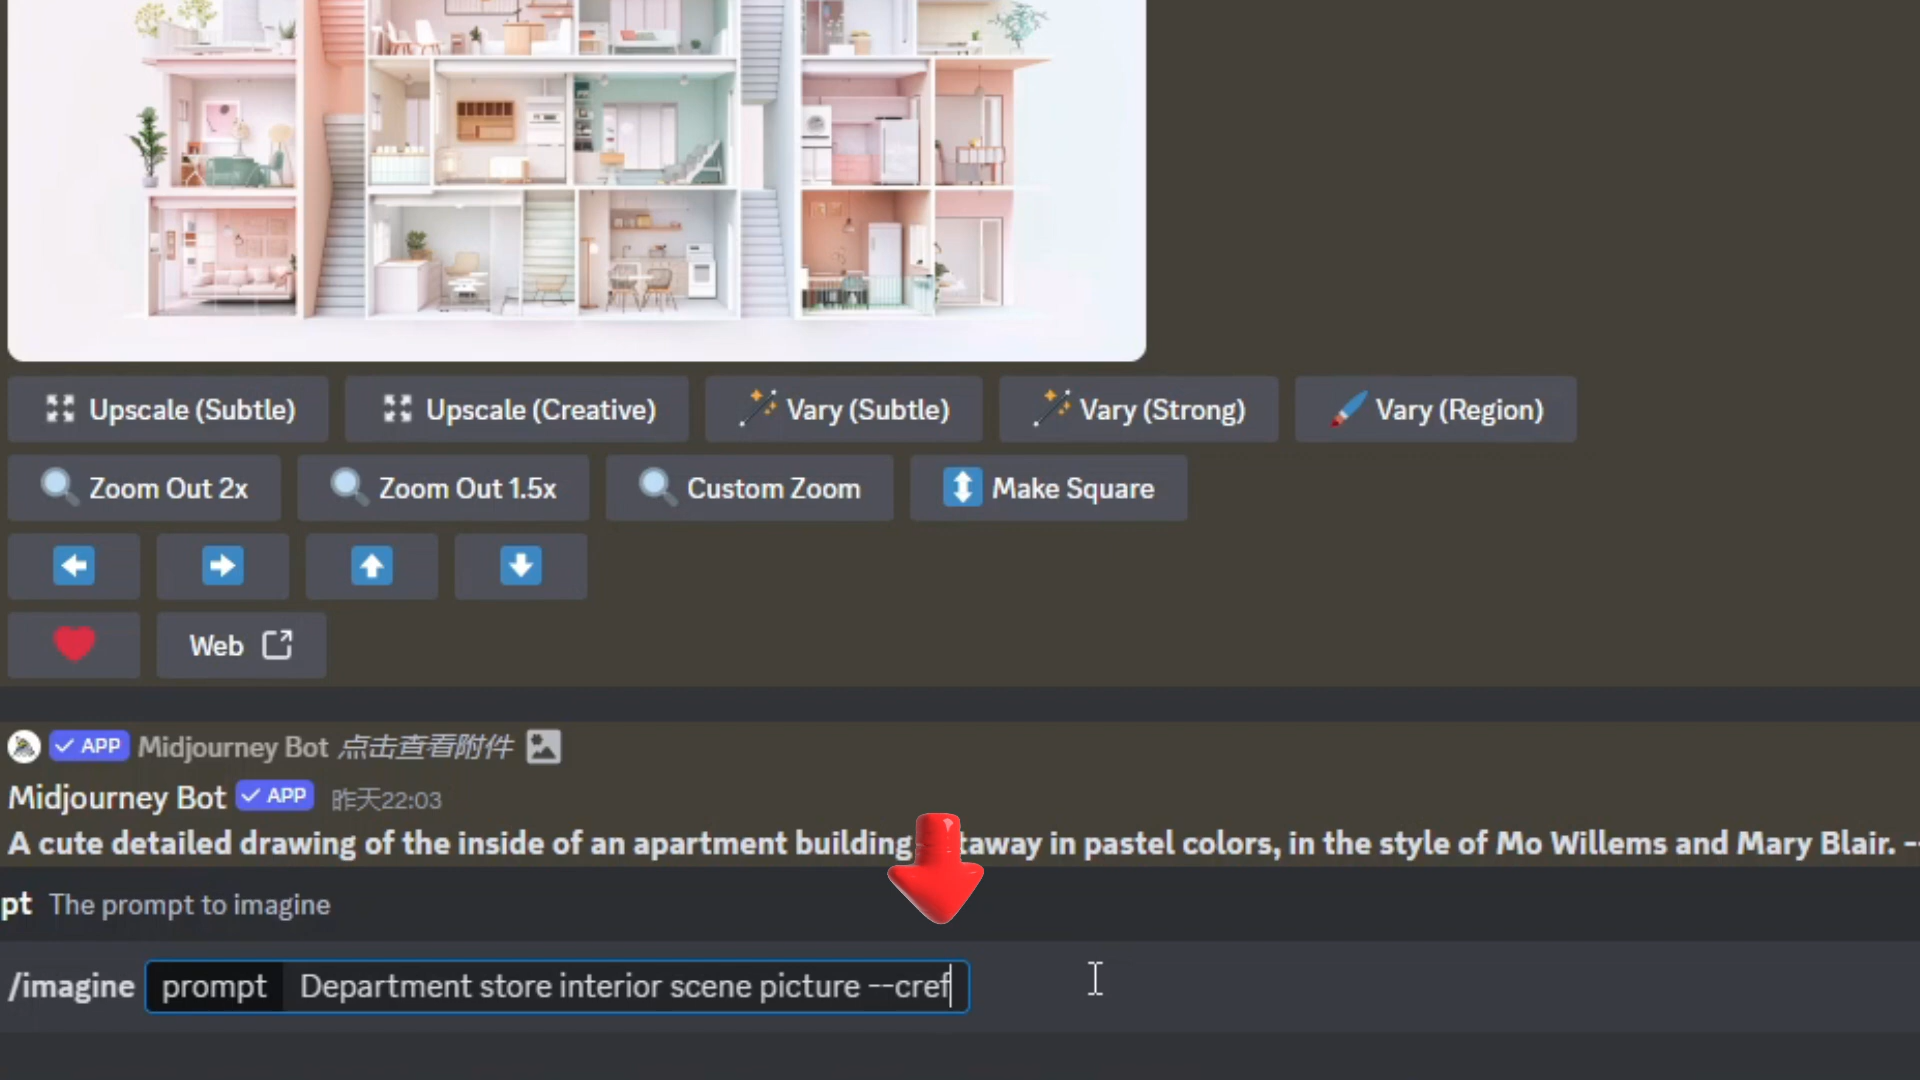 Upscale (Subtle) Upscale (Creative) Vary (Subtle) Vary (Strong) Vary (Region)
Zoom Out 2x Zoom Out 1.5x Custom Zoom Make Square
Web
APP Midjourney Bot 点击查看附件
Midjourney Bot APP 昨天22:03
A cute detailed drawing of the inside of an apartment building taway in pastel colors, in the style of Mo Willems and Mary Blair. --
pt The prompt to imagine
/imagine prompt Department store interior scene picture --cref